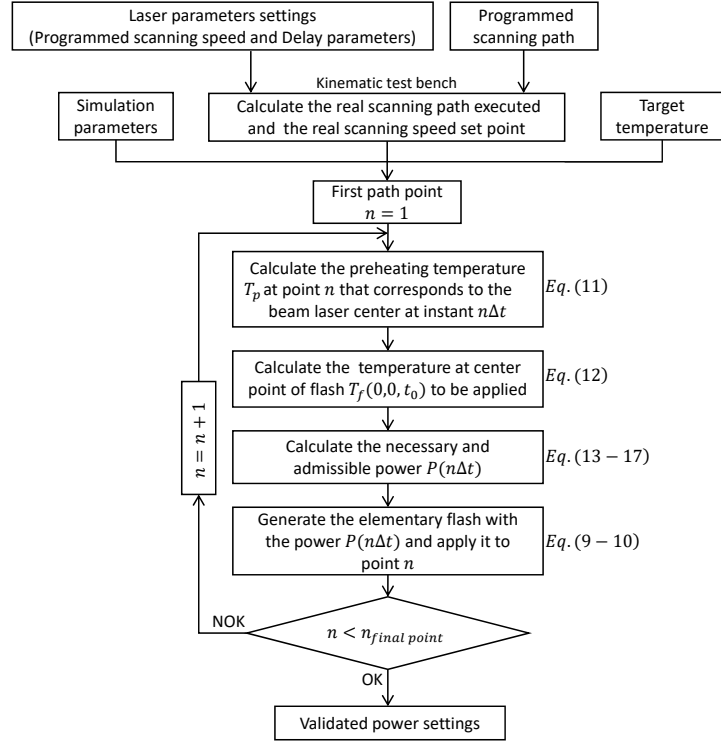 Laser parameters settings
(Programmed scanning speed and Delay parameters)
Programmed
scanning path
Kinematic test bench
Simulation
parameters
Calculate the real scanning path executed
and the real scanning speed set point
Target
temperature
First path point
n = 1
Calculate the preheating temperature
T_p at point n that corresponds to the
beam laser center at instant nΔt
Eq. (11)
Calculate the temperature at center
point of flash T_f(0,0, t_0) to be applied
Eq. (12)
n = n + 1
Calculate the necessary and
admissible power P(nΔt)
Eq. (13 − 17)
Generate the elementary flash with
the power P(nΔt) and apply it to
point n
Eq. (9 − 10)
NOK
n < n_{final point}
OK
Validated power settings